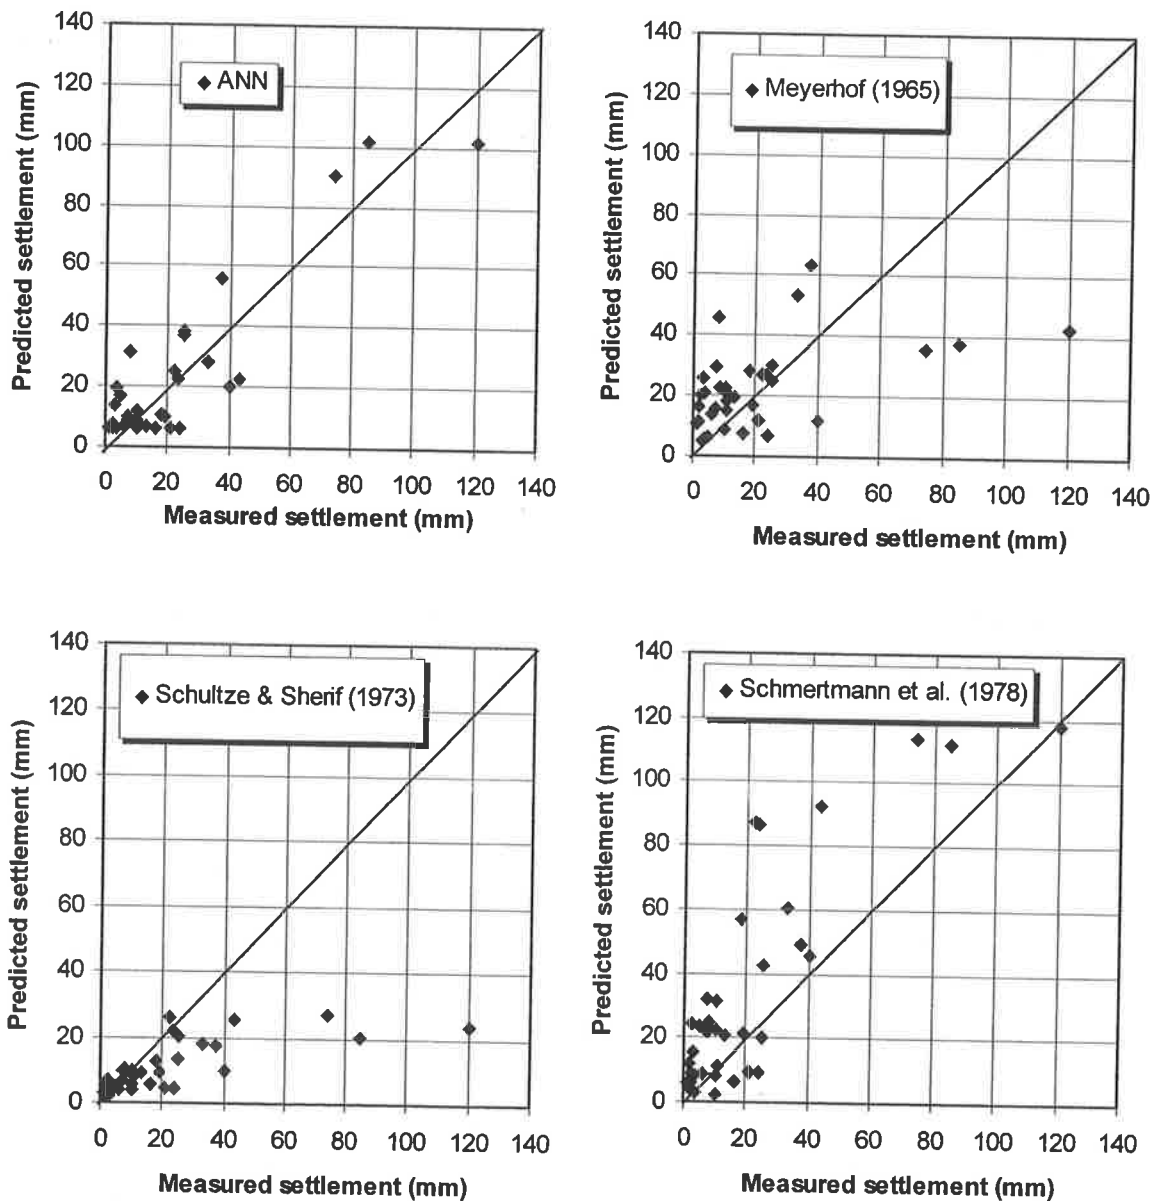 140
120
100
80
60
40
20
0
Predicted settlement (mm)
ANN
0 20 40 60 80 100 120 140
Measured settlement (mm)
140
120
100
80
60
40
20
0
Predicted settlement (mm)
Meyerhof (1965)
0 20 40 60 80 100 120 140
Measured settlement (mm)
140
120
100
80
60
40
20
0
Predicted settlement (mm)
Schultze & Sherif (1973)
0 20 40 60 80 100 120 140
Measured settlement (mm)
140
120
100
80
60
40
20
0
Predicted settlement (mm)
Schmertmann et al. (1978)
0 20 40 60 80 100 120 140
Measured settlement (mm)